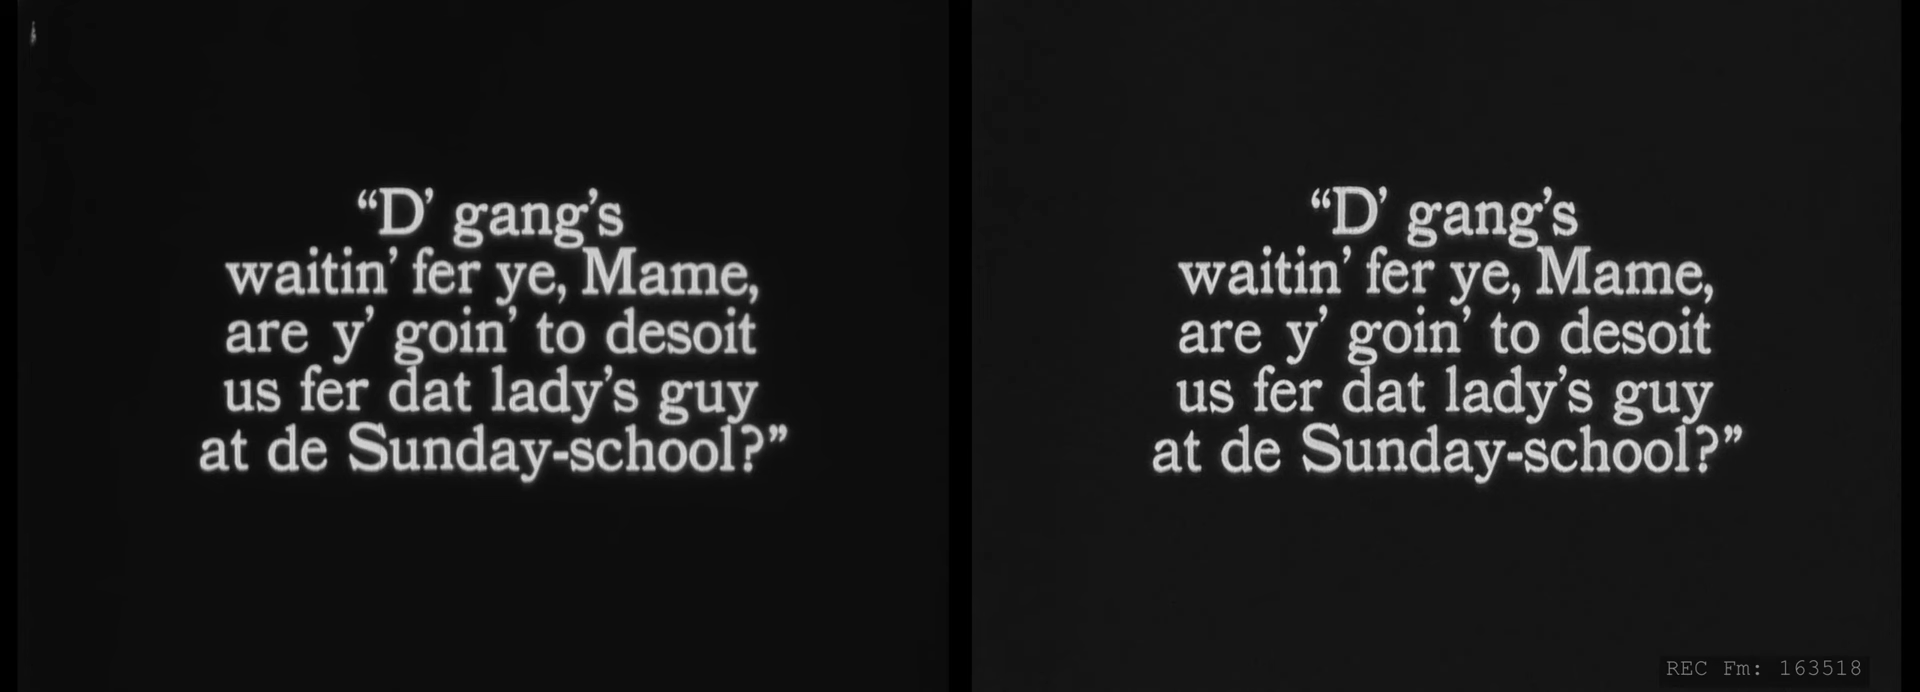 “D’ gang’s
waitin’ fer ye, Mame,
are y’ goin’ to desoit
us fer dat lady’s guy
at de Sunday-school?”
“D’ gang’s
waitin’ fer ye, Mame,
are y’ goin’ to desoit
us fer dat lady’s guy
at de Sunday-school?”
REC Fm: 163518